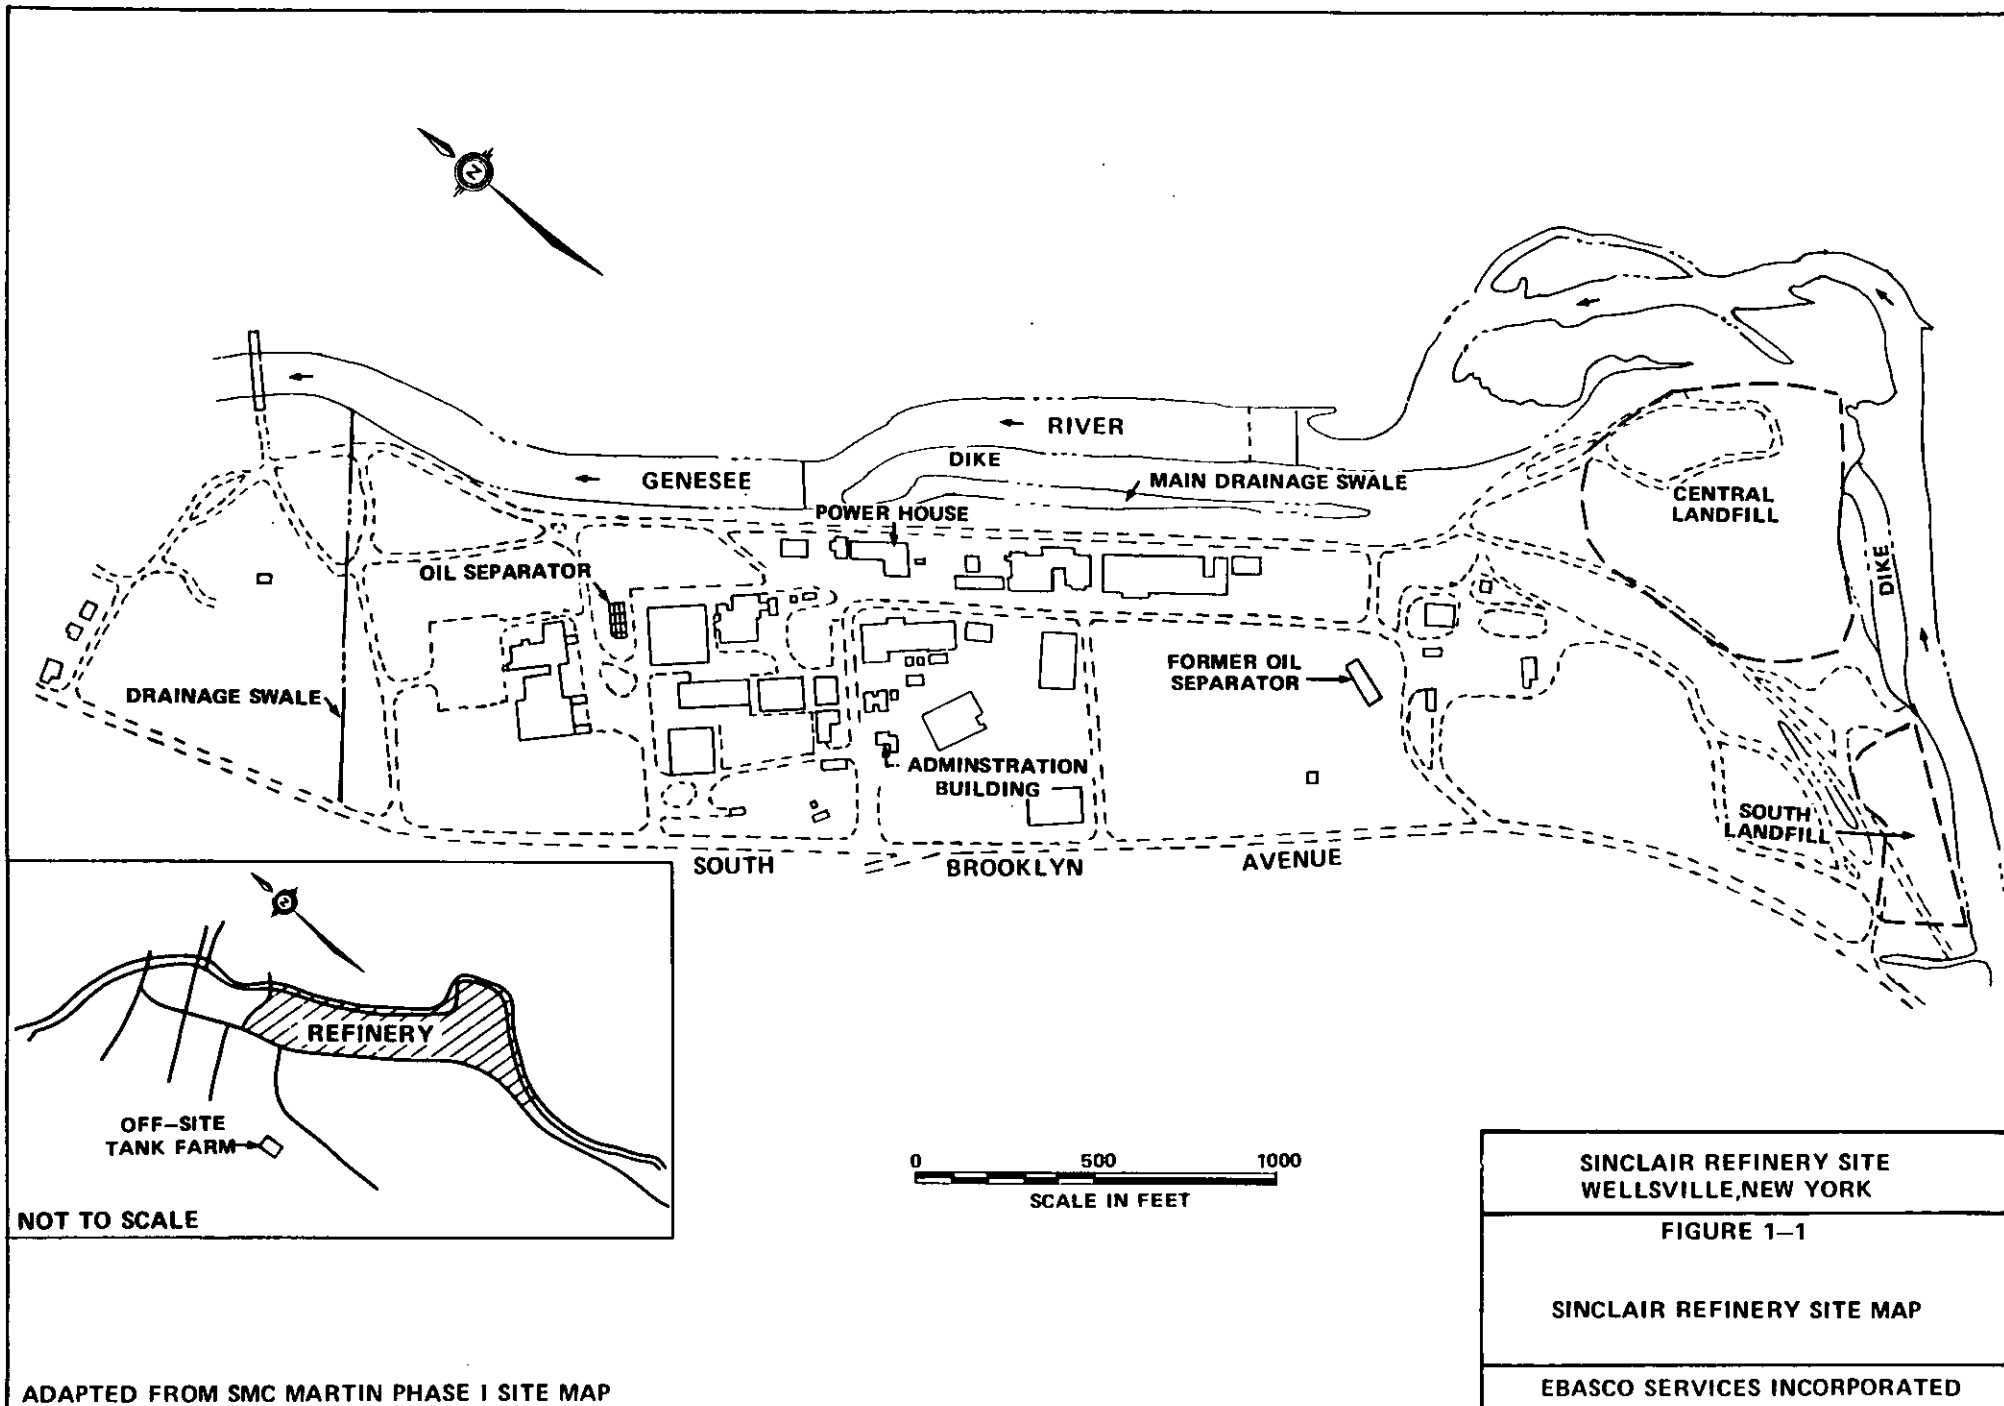 N
RIVER
DIKE
GENESEE
MAIN DRAINAGE SWALE
POWER HOUSE
CENTRAL
LANDFILL
OIL SEPARATOR
DIKE
FORMER OIL
SEPARATOR
DRAINAGE SWALE
ADMINSTRATION
BUILDING
SOUTH
LANDFILL
SOUTH BROOKLYN AVENUE
N
REFINERY
OFF-SITE
TANK FARM
NOT TO SCALE
0 500 1000
SCALE IN FEET
SINCLAIR REFINERY SITE
WELLSVILLE,NEW YORK
FIGURE 1-1
SINCLAIR REFINERY SITE MAP
EBASCO SERVICES INCORPORATED
ADAPTED FROM SMC MARTIN PHASE I SITE MAP